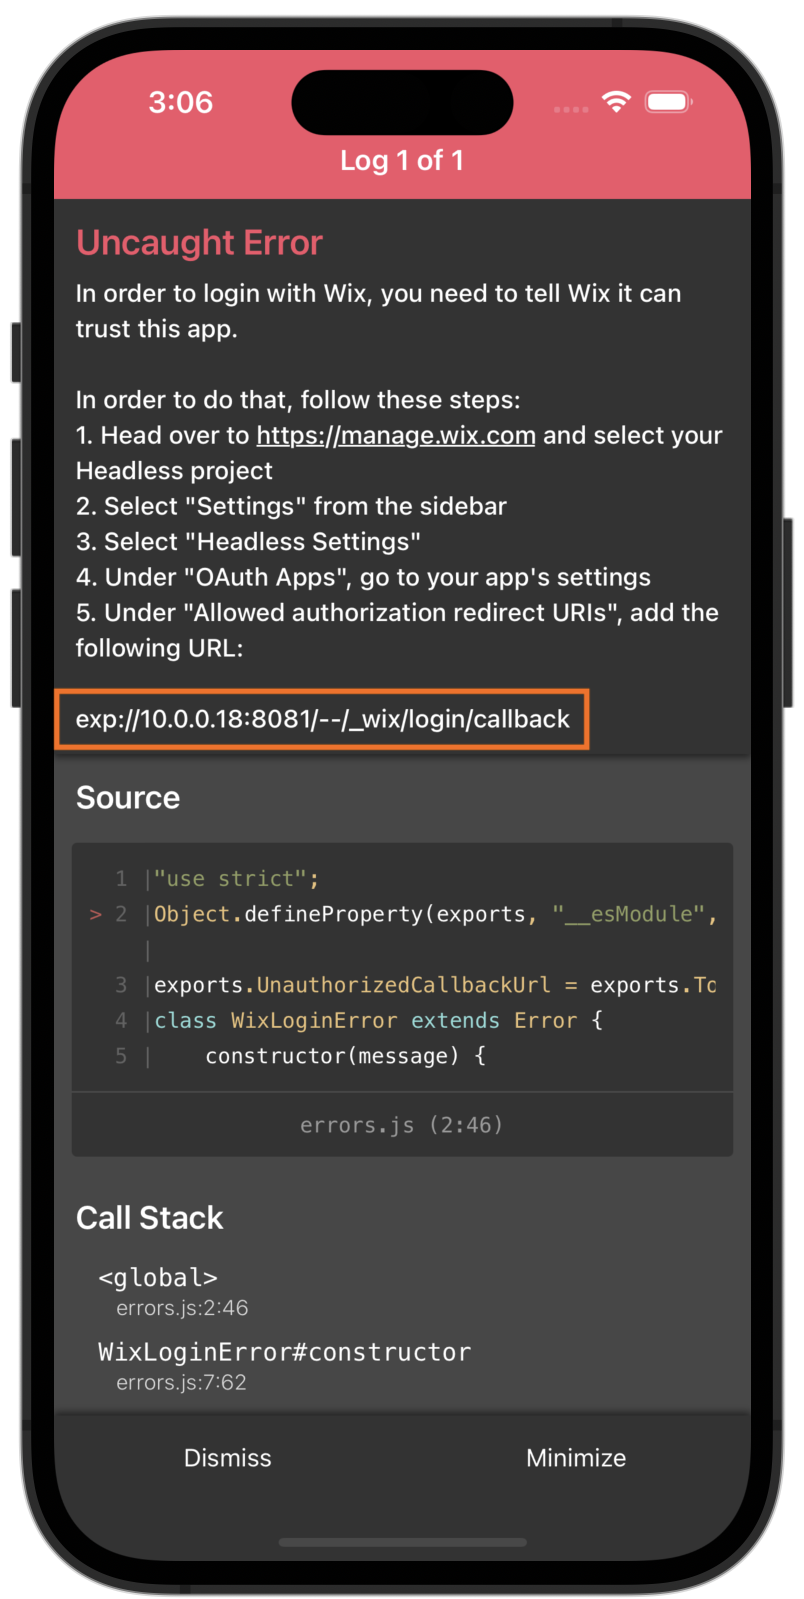 3:06
Log 1 of 1
Uncaught Error
In order to login with Wix, you need to tell Wix it can
trust this app.
In order to do that, follow these steps:
1. Head over to https://manage.wix.com and select your
Headless project
2. Select "Settings" from the sidebar
3. Select "Headless Settings"
4. Under "OAuth Apps", go to your app's settings
5. Under "Allowed authorization redirect URIs", add the
following URL:
exp://10.0.0.18:8081/--/_wix/login/callback
Source
1 |"use strict";
> 2 |Object.defineProperty(exports, "__esModule",
|
3 |exports.UnauthorizedCallbackUrl = exports.To
4 |class WixLoginError extends Error {
5 |    constructor(message) {
errors.js (2:46)
Call Stack
<global>
errors.js:2:46
WixLoginError#constructor
errors.js:7:62
Dismiss Minimize